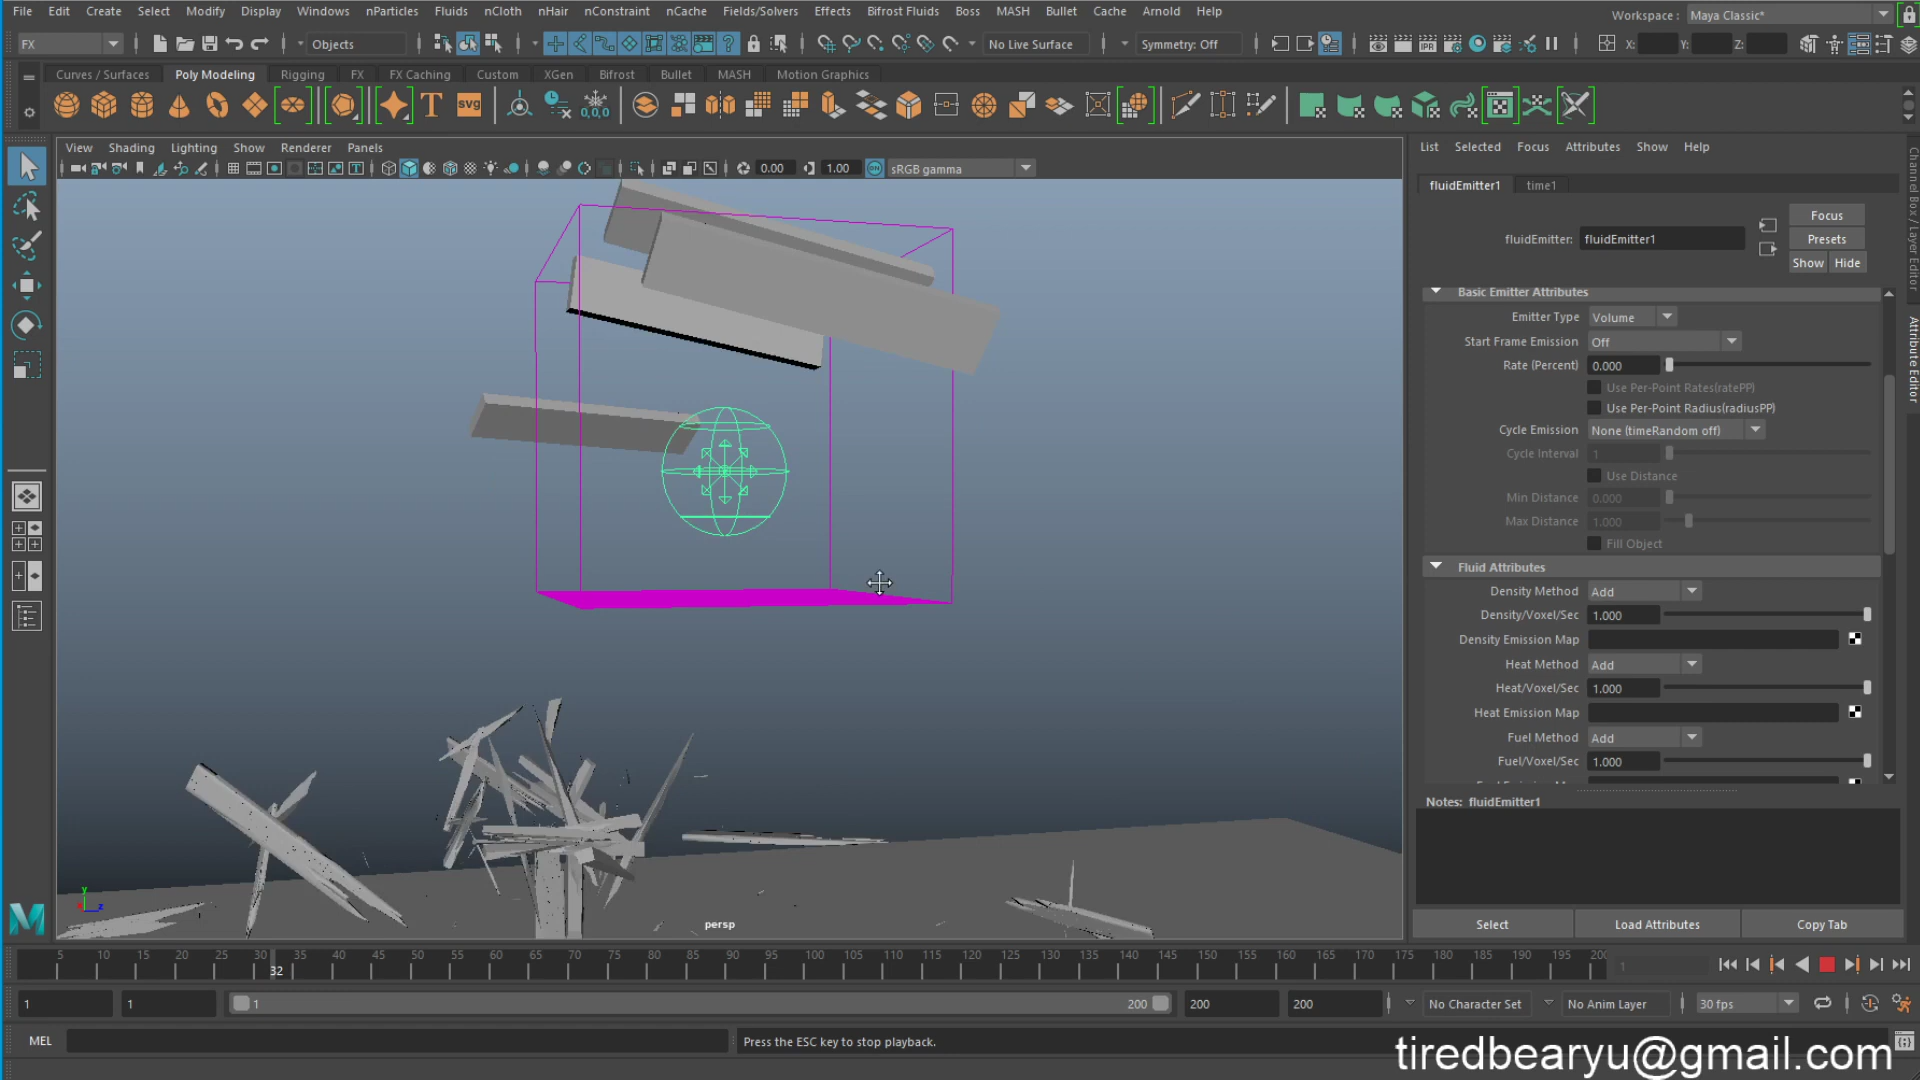 File Edit Create Select Modify Display Windows nParticles Fluids nCloth nHair nConstraint nCache Fields/Solvers Effects Bifrost Fluids Boss MASH Bullet Cache Arnold Help
Workspace : Maya Classic*
FX Objects No Live Surface Symmetry: Off X: Y: Z:
Curves / Surfaces Poly Modeling Rigging FX FX Caching Custom XGen Bifrost Bullet MASH Motion Graphics
T svg 0,0,0
View Shading Lighting Show Renderer Panels
0.00 1.00 sRGB gamma
persp
y
x z
List Selected Focus Attributes Show Help
fluidEmitter1 time1
Focus
fluidEmitter: fluidEmitter1 Presets
Show Hide
Basic Emitter Attributes
Emitter Type Volume
Start Frame Emission Off
Rate (Percent) 0.000
Use Per-Point Rates(ratePP)
Use Per-Point Radius(radiusPP)
Cycle Emission None (timeRandom off)
Cycle Interval 1
Use Distance
Min Distance 0.000
Max Distance 1.000
Fill Object
Fluid Attributes
Density Method Add
Density/Voxel/Sec 1.000
Density Emission Map
Heat Method Add
Heat/Voxel/Sec 1.000
Heat Emission Map
Fuel Method Add
Fuel/Voxel/Sec 1.000
Notes: fluidEmitter1
Select Load Attributes Copy Tab
Channel Box / Layer Editor
Attribute Editor
5 10 15 20 25 30 35 40 45 50 55 60 65 70 75 80 85 90 95 100 105 110 115 120 125 130 135 140 145 150 155 160 165 170 175 180 185 190 195 200
32
1
1 1 1 200 200 200 No Character Set No Anim Layer 30 fps
MEL Press the ESC key to stop playback.
tiredbearyu@gmail.com